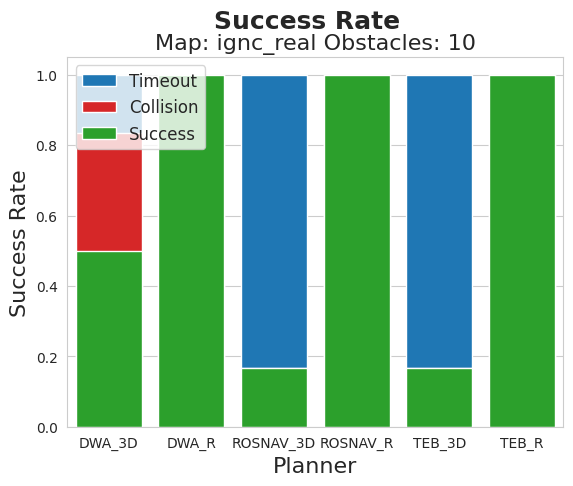 Success Rate
Map: ignc_real Obstacles: 10
Timeout
Collision
Success
1.0
0.8
0.6
0.4
0.2
0.0
Success Rate
DWA_3D DWA_R ROSNAV_3D ROSNAV_R TEB_3D TEB_R
Planner